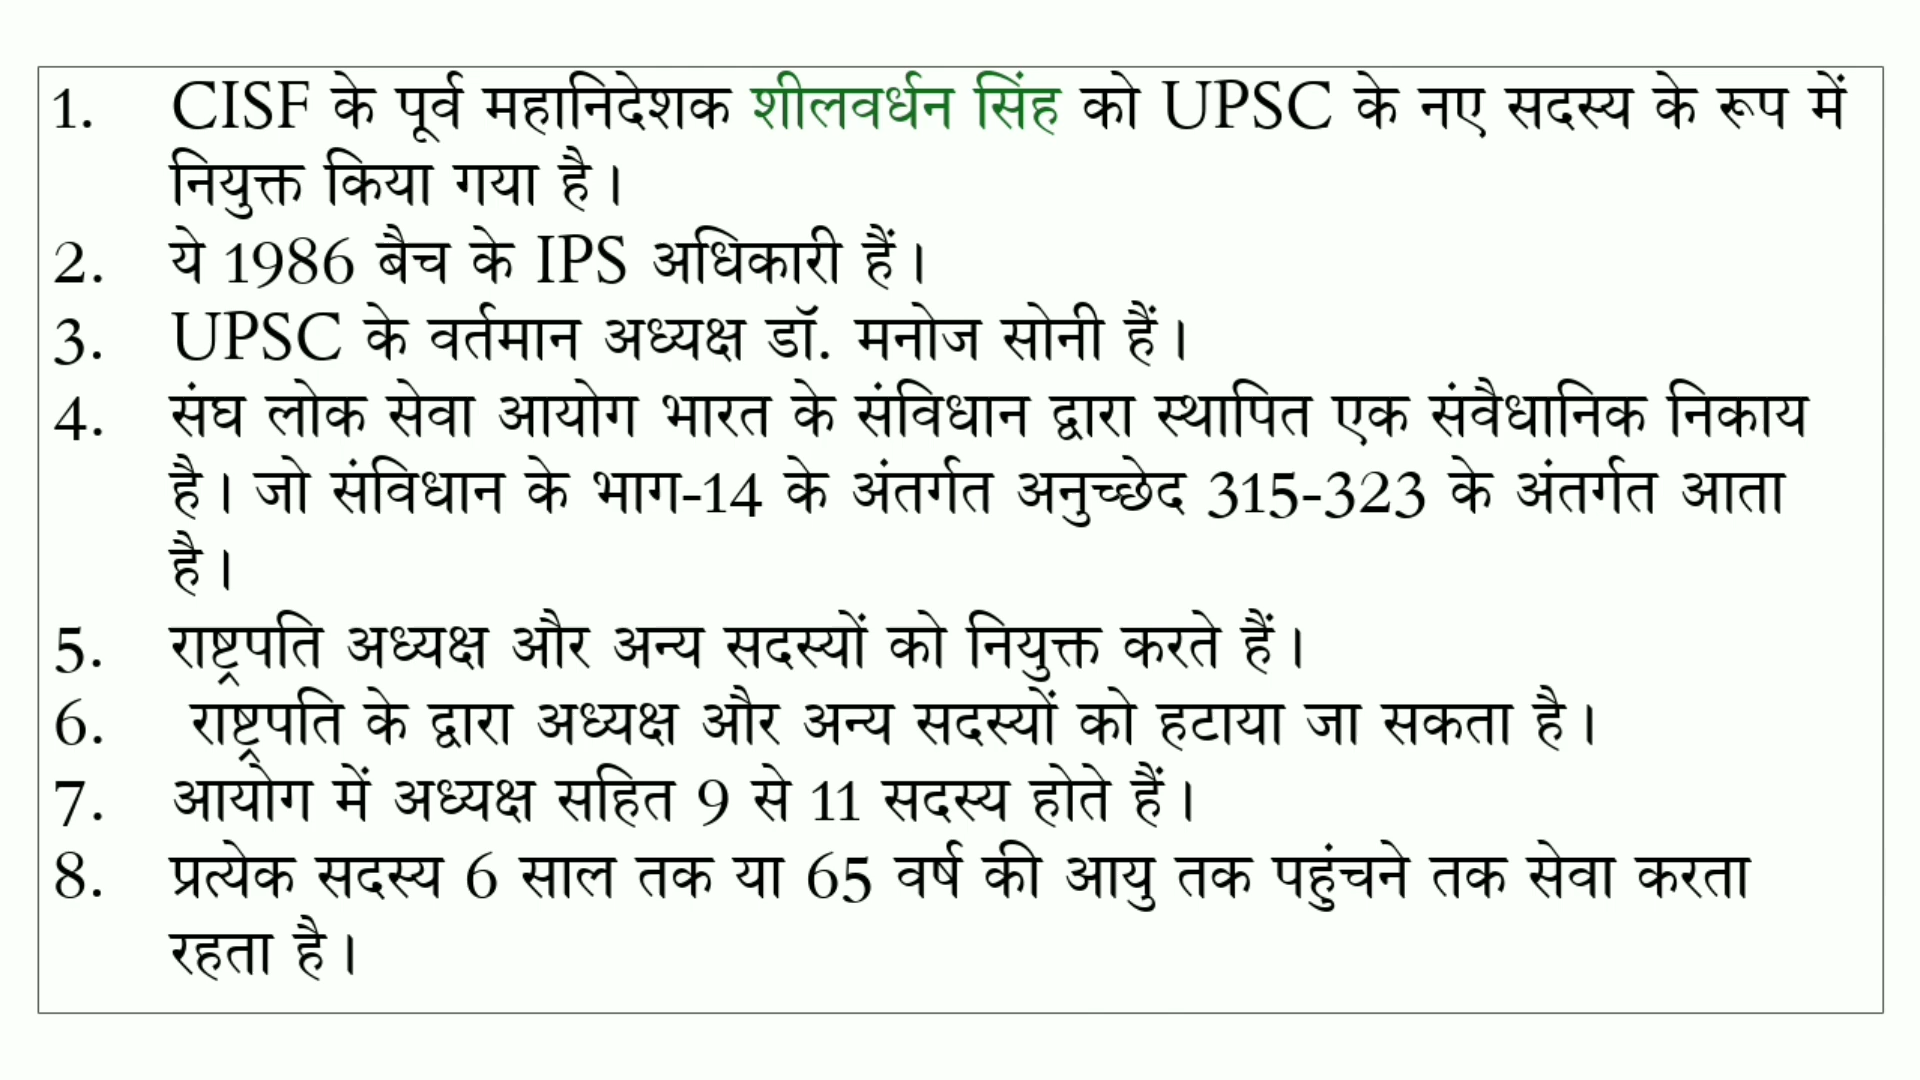 1. CISF के पूर्व महानिदेशक शीलवर्धन सिंह को UPSC के नए सदस्य के रूप में
नियुक्त किया गया है।
2. ये 1986 बैच के IPS अधिकारी हैं।
3. UPSC के वर्तमान अध्यक्ष डॉ. मनोज सोनी हैं।
4. संघ लोक सेवा आयोग भारत के संविधान द्वारा स्थापित एक संवैधानिक निकाय
है। जो संविधान के भाग-14 के अंतर्गत अनुच्छेद 315-323 के अंतर्गत आता
है।
5. राष्ट्रपति अध्यक्ष और अन्य सदस्यों को नियुक्त करते हैं।
6. राष्ट्रपति के द्वारा अध्यक्ष और अन्य सदस्यों को हटाया जा सकता है।
7. आयोग में अध्यक्ष सहित 9 से 11 सदस्य होते हैं।
8. प्रत्येक सदस्य 6 साल तक या 65 वर्ष की आयु तक पहुंचने तक सेवा करता
रहता है।